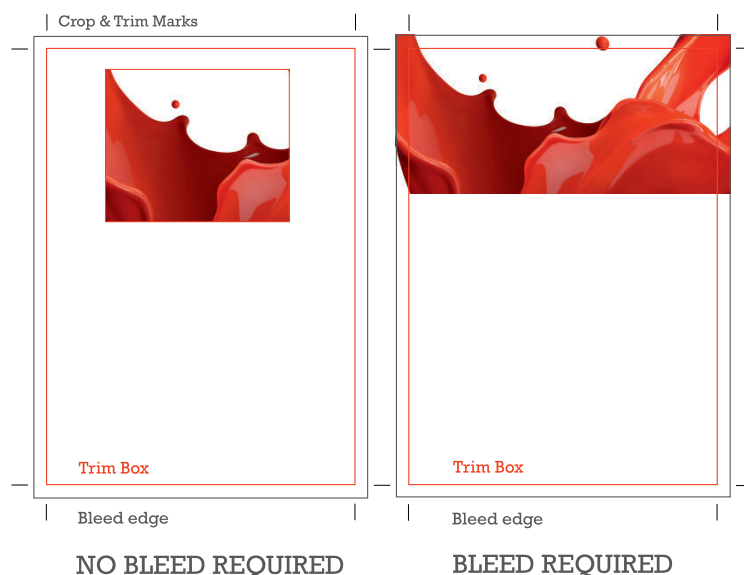 Crop & Trim Marks
Trim Box
Trim Box
Bleed edge
Bleed edge
NO BLEED REQUIRED
BLEED REQUIRED